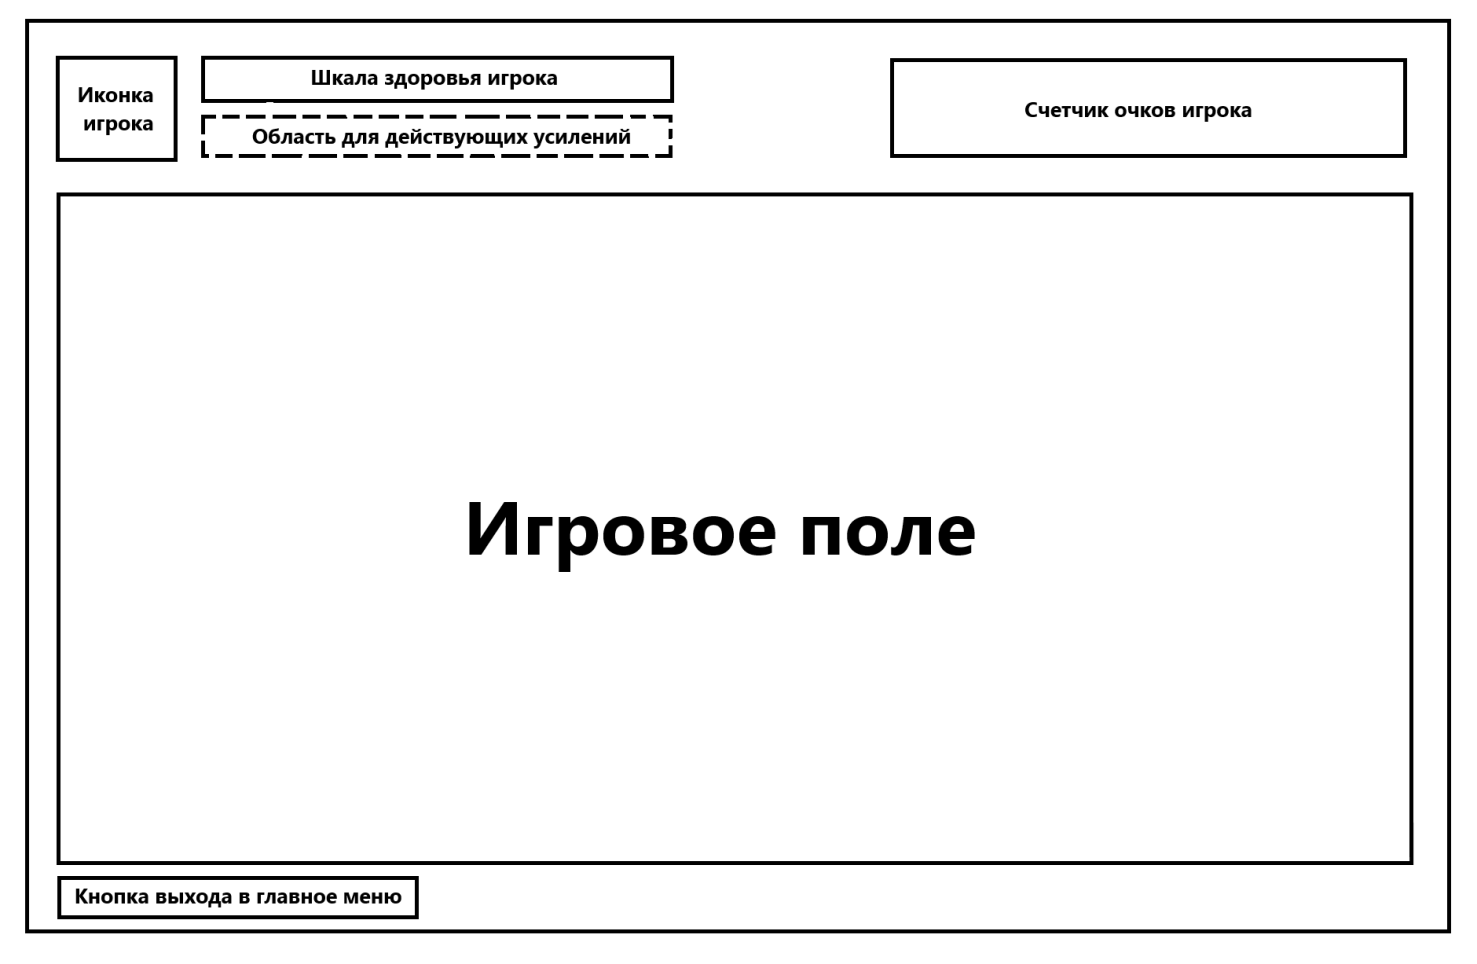 Иконка
игрока
Шкала здоровья игрока
Область для действующих усилений
Счетчик очков игрока
Игровое поле
Кнопка выхода в главное меню